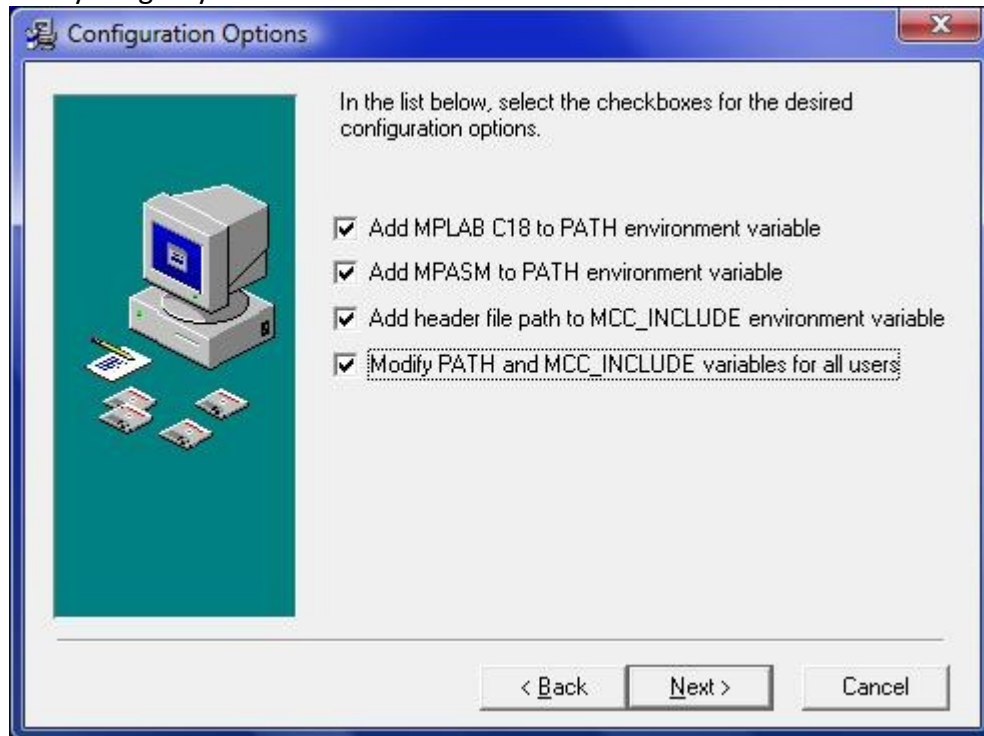 Configuration Options
In the list below, select the checkboxes for the desired
configuration options.
Add MPLAB C18 to PATH environment variable
Add MPASM to PATH environment variable
Add header file path to MCC_INCLUDE environment variable
Modify PATH and MCC_INCLUDE variables for all users
< Back Next > Cancel